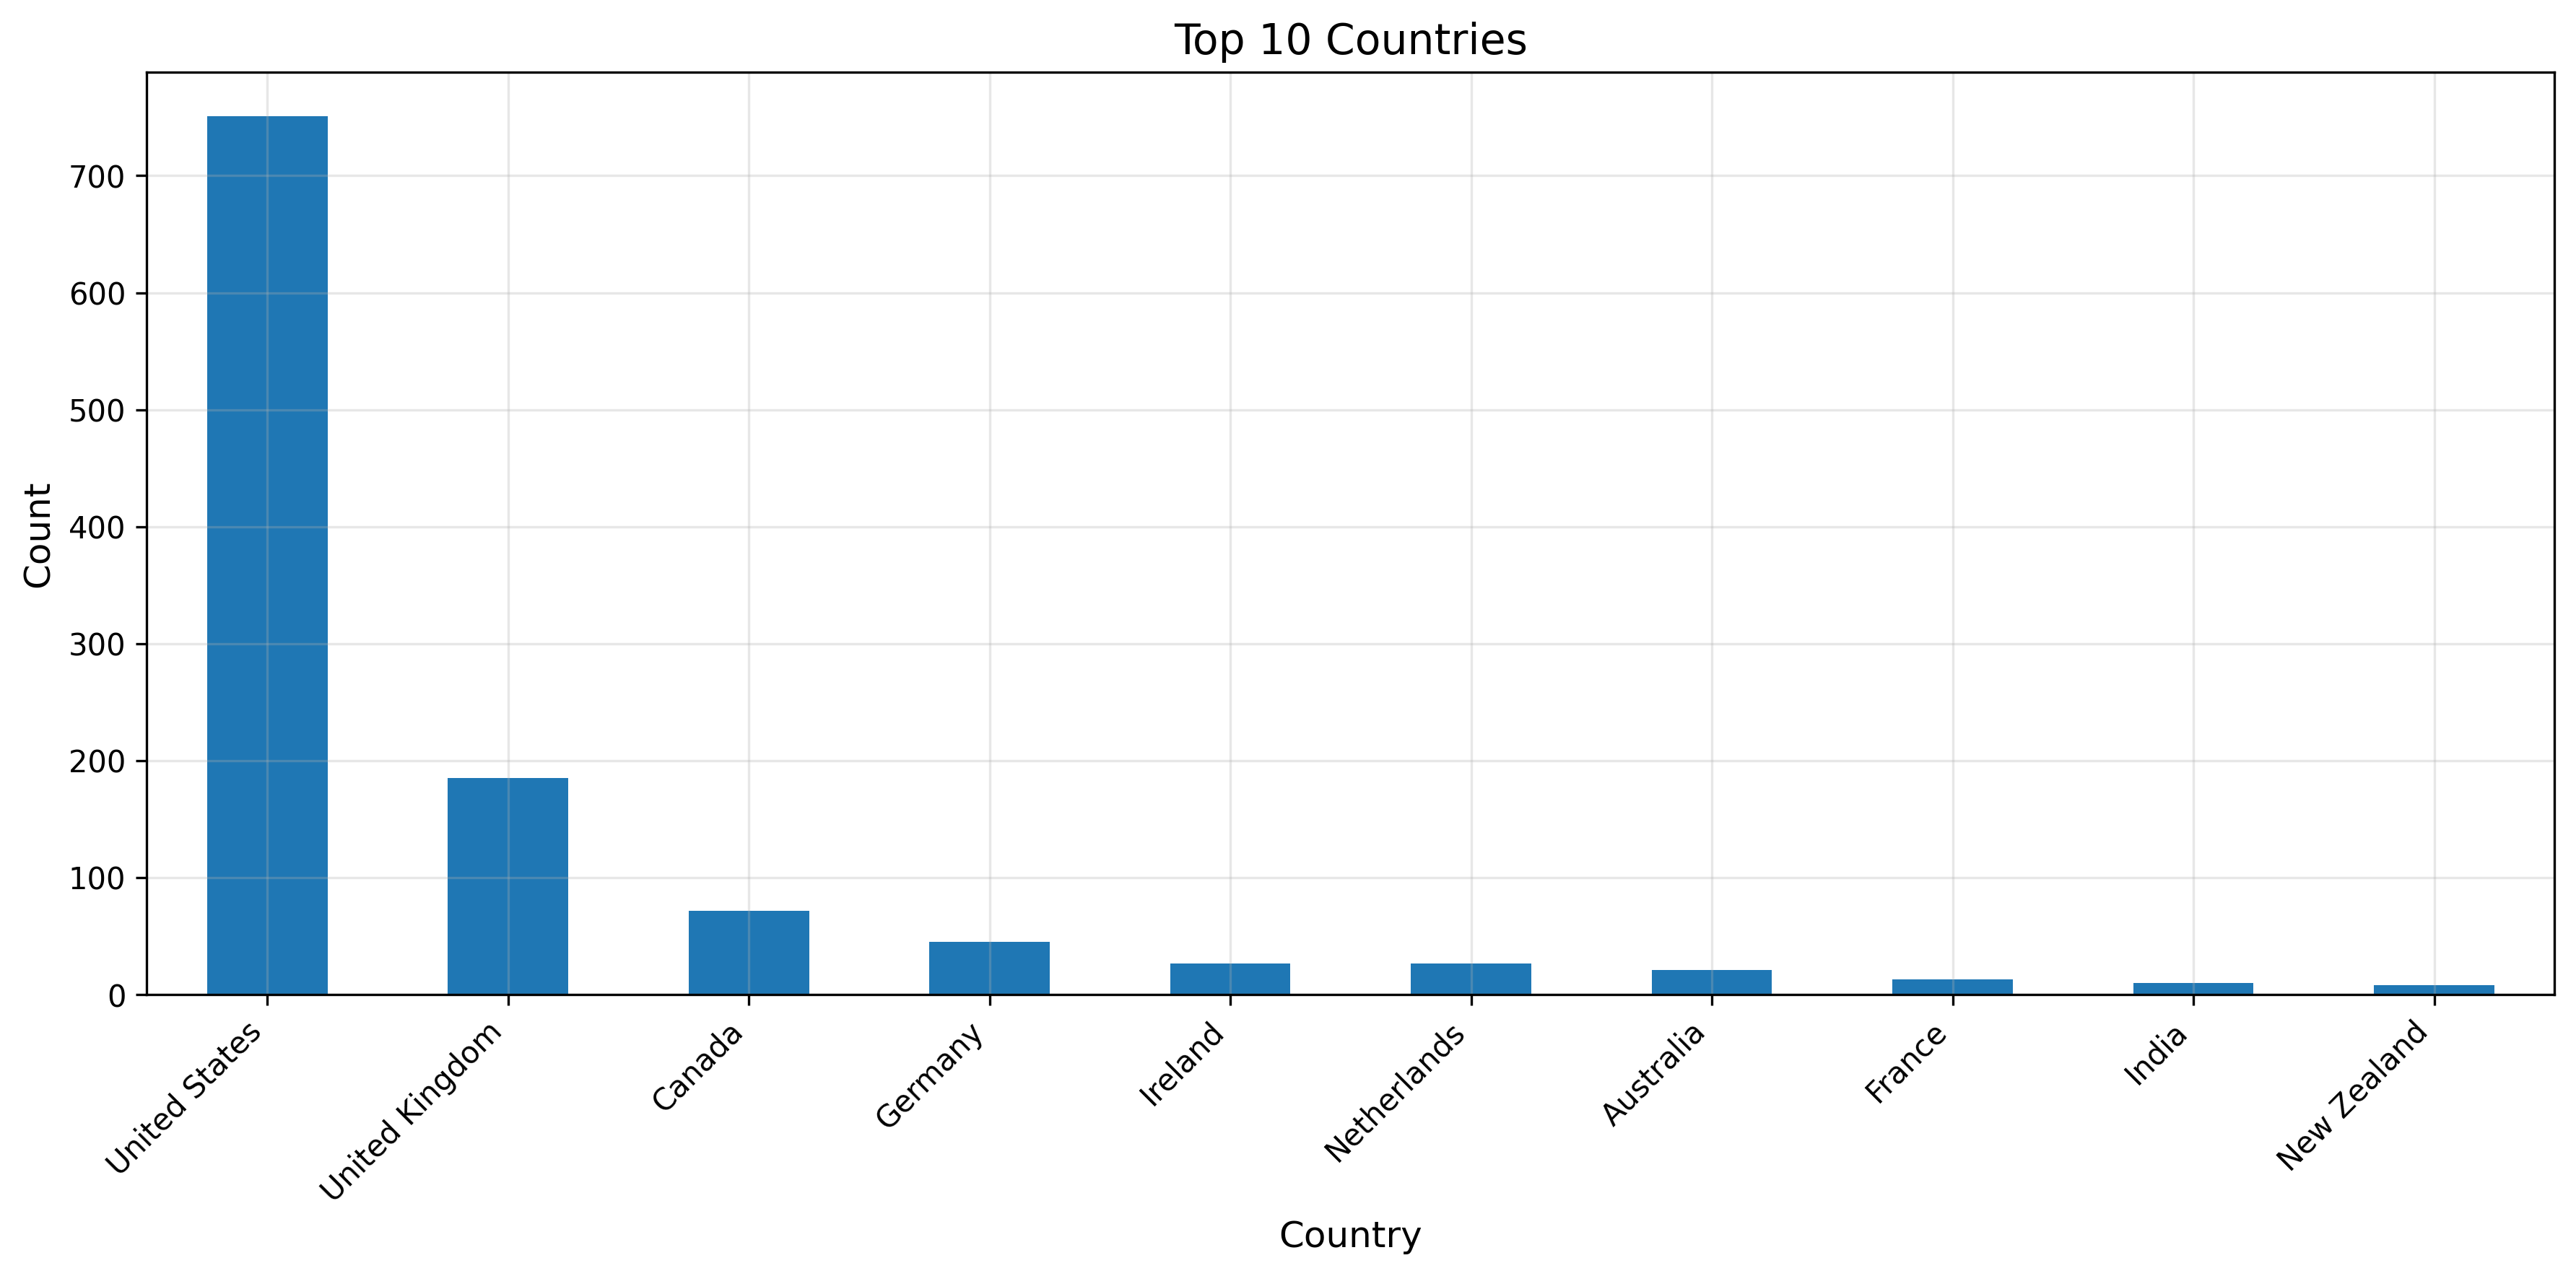 Top 10 Countries
Count
700
600
500
400
300
200
100
0
United States
United Kingdom
Canada
Germany
Ireland
Netherlands
Australia
France
India
New Zealand
Country